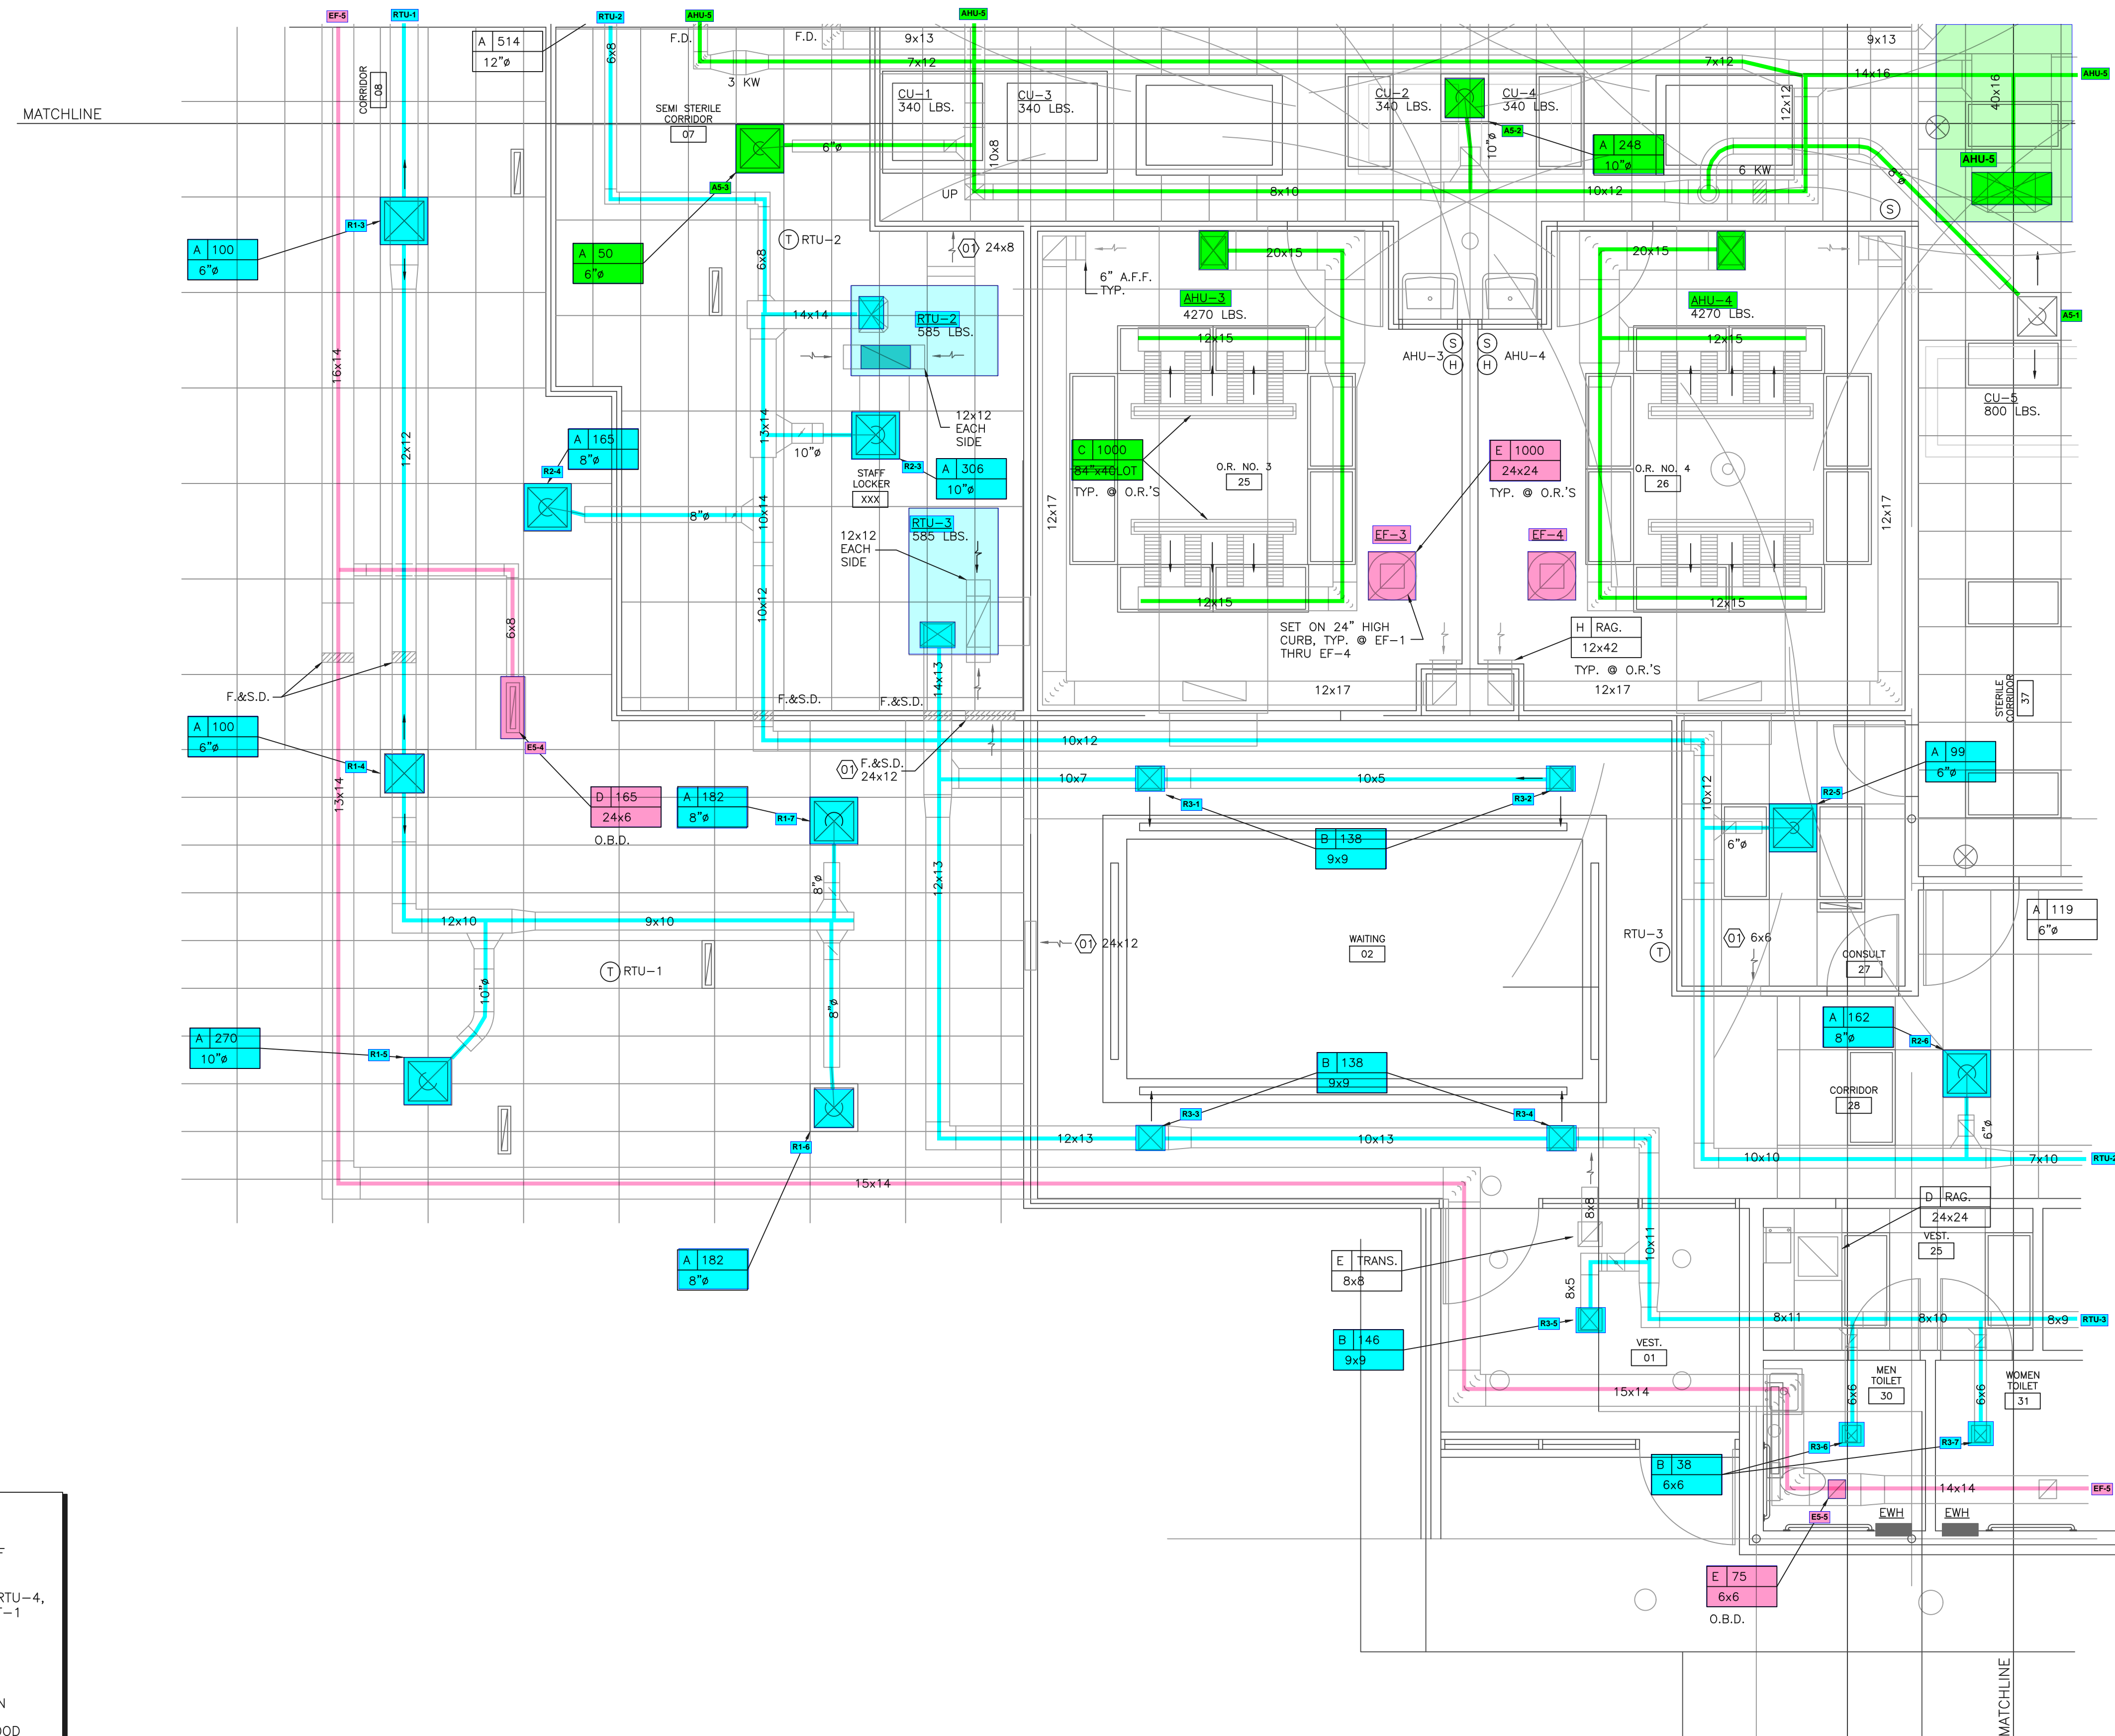 EF-5
RTU-1
RTU-2
AHU-5
AHU-5
A 514
12"ø
CORRIDOR
08
6x8
F.D.
F.D.
9x13
9x13
7x12
7x12
14x16
AHU-5
3 KW
40x16
MATCHLINE
SEMI STERILE
CORRIDOR
07
CU-1
340 LBS.
CU-3
340 LBS.
CU-2
340 LBS.
CU-4
340 LBS.
12x12
A5-2
A 248
10"ø
10"ø
6"ø
10x8
AHU-5
6 KW
8"ø
A5-3
UP
8x10
10x12
S
R1-3
A 100
6"ø
A 50
6"ø
T RTU-2
6x8
01 24x8
6" A.F.F.
TYP.
20x15
20x15
AHU-3
4270 LBS.
AHU-4
4270 LBS.
A5-1
14x14
RTU-2
585 LBS.
12x15
12x15
AHU-3
S
H
S
H
AHU-4
16x14
12x12
12x12
EACH
SIDE
CU-5
800 LBS.
A 165
8"ø
13x14
10"ø
R2-4
R2-3
A 306
10"ø
STAFF
LOCKER
XXX
C 1000
84"x40LOT
TYP. @ O.R.'S
O.R. NO. 3
25
E 1000
24x24
TYP. @ O.R.'S
O.R. NO. 4
26
8"ø
10x14
12x17
12x17
RTU-3
585 LBS.
12x12
EACH
SIDE
EF-3
EF-4
10x12
12x15
12x15
6x8
SET ON 24" HIGH
CURB, TYP. @ EF-1
THRU EF-4
H RAG.
12x42
TYP. @ O.R.'S
F.&S.D.
F.&S.D.
F.&S.D.
14x13
12x17
12x17
STERILE
CORRIDOR
37
A 100
6"ø
E5-4
10x12
R1-4
01 F.&S.D.
24x12
A 99
6"ø
13x14
D 165
24x6
O.B.D.
A 182
8"ø
R1-7
10x7
10x5
R3-1
R3-2
10x12
R2-5
B 138
9x9
6"ø
12x13
8"ø
12x10
9x10
A 119
6"ø
T RTU-1
01 24x12
WAITING
02
RTU-3
T
01 6x6
CONSULT
27
10"ø
8"ø
A 270
10"ø
R1-5
A 162
8"ø
R2-6
B 138
9x9
CORRIDOR
28
R3-3
R3-4
12x13
10x13
6"ø
R1-6
10x10
7x10
RTU-2
15x14
A 182
8"ø
8x8
10x11
D RAG.
24x24
VEST.
25
E TRANS.
8x8
8x5
B 146
9x9
R3-5
8x11
8x10
8x9
RTU-3
VEST.
01
MEN
TOILET
30
WOMEN
TOILET
31
15x14
6x6
6x6
R3-6
R3-7
B 38
6x6
14x14
EF-5
E5-5
EWH
EWH
E 75
6x6
O.B.D.
RTU-4,
MATCHLINE